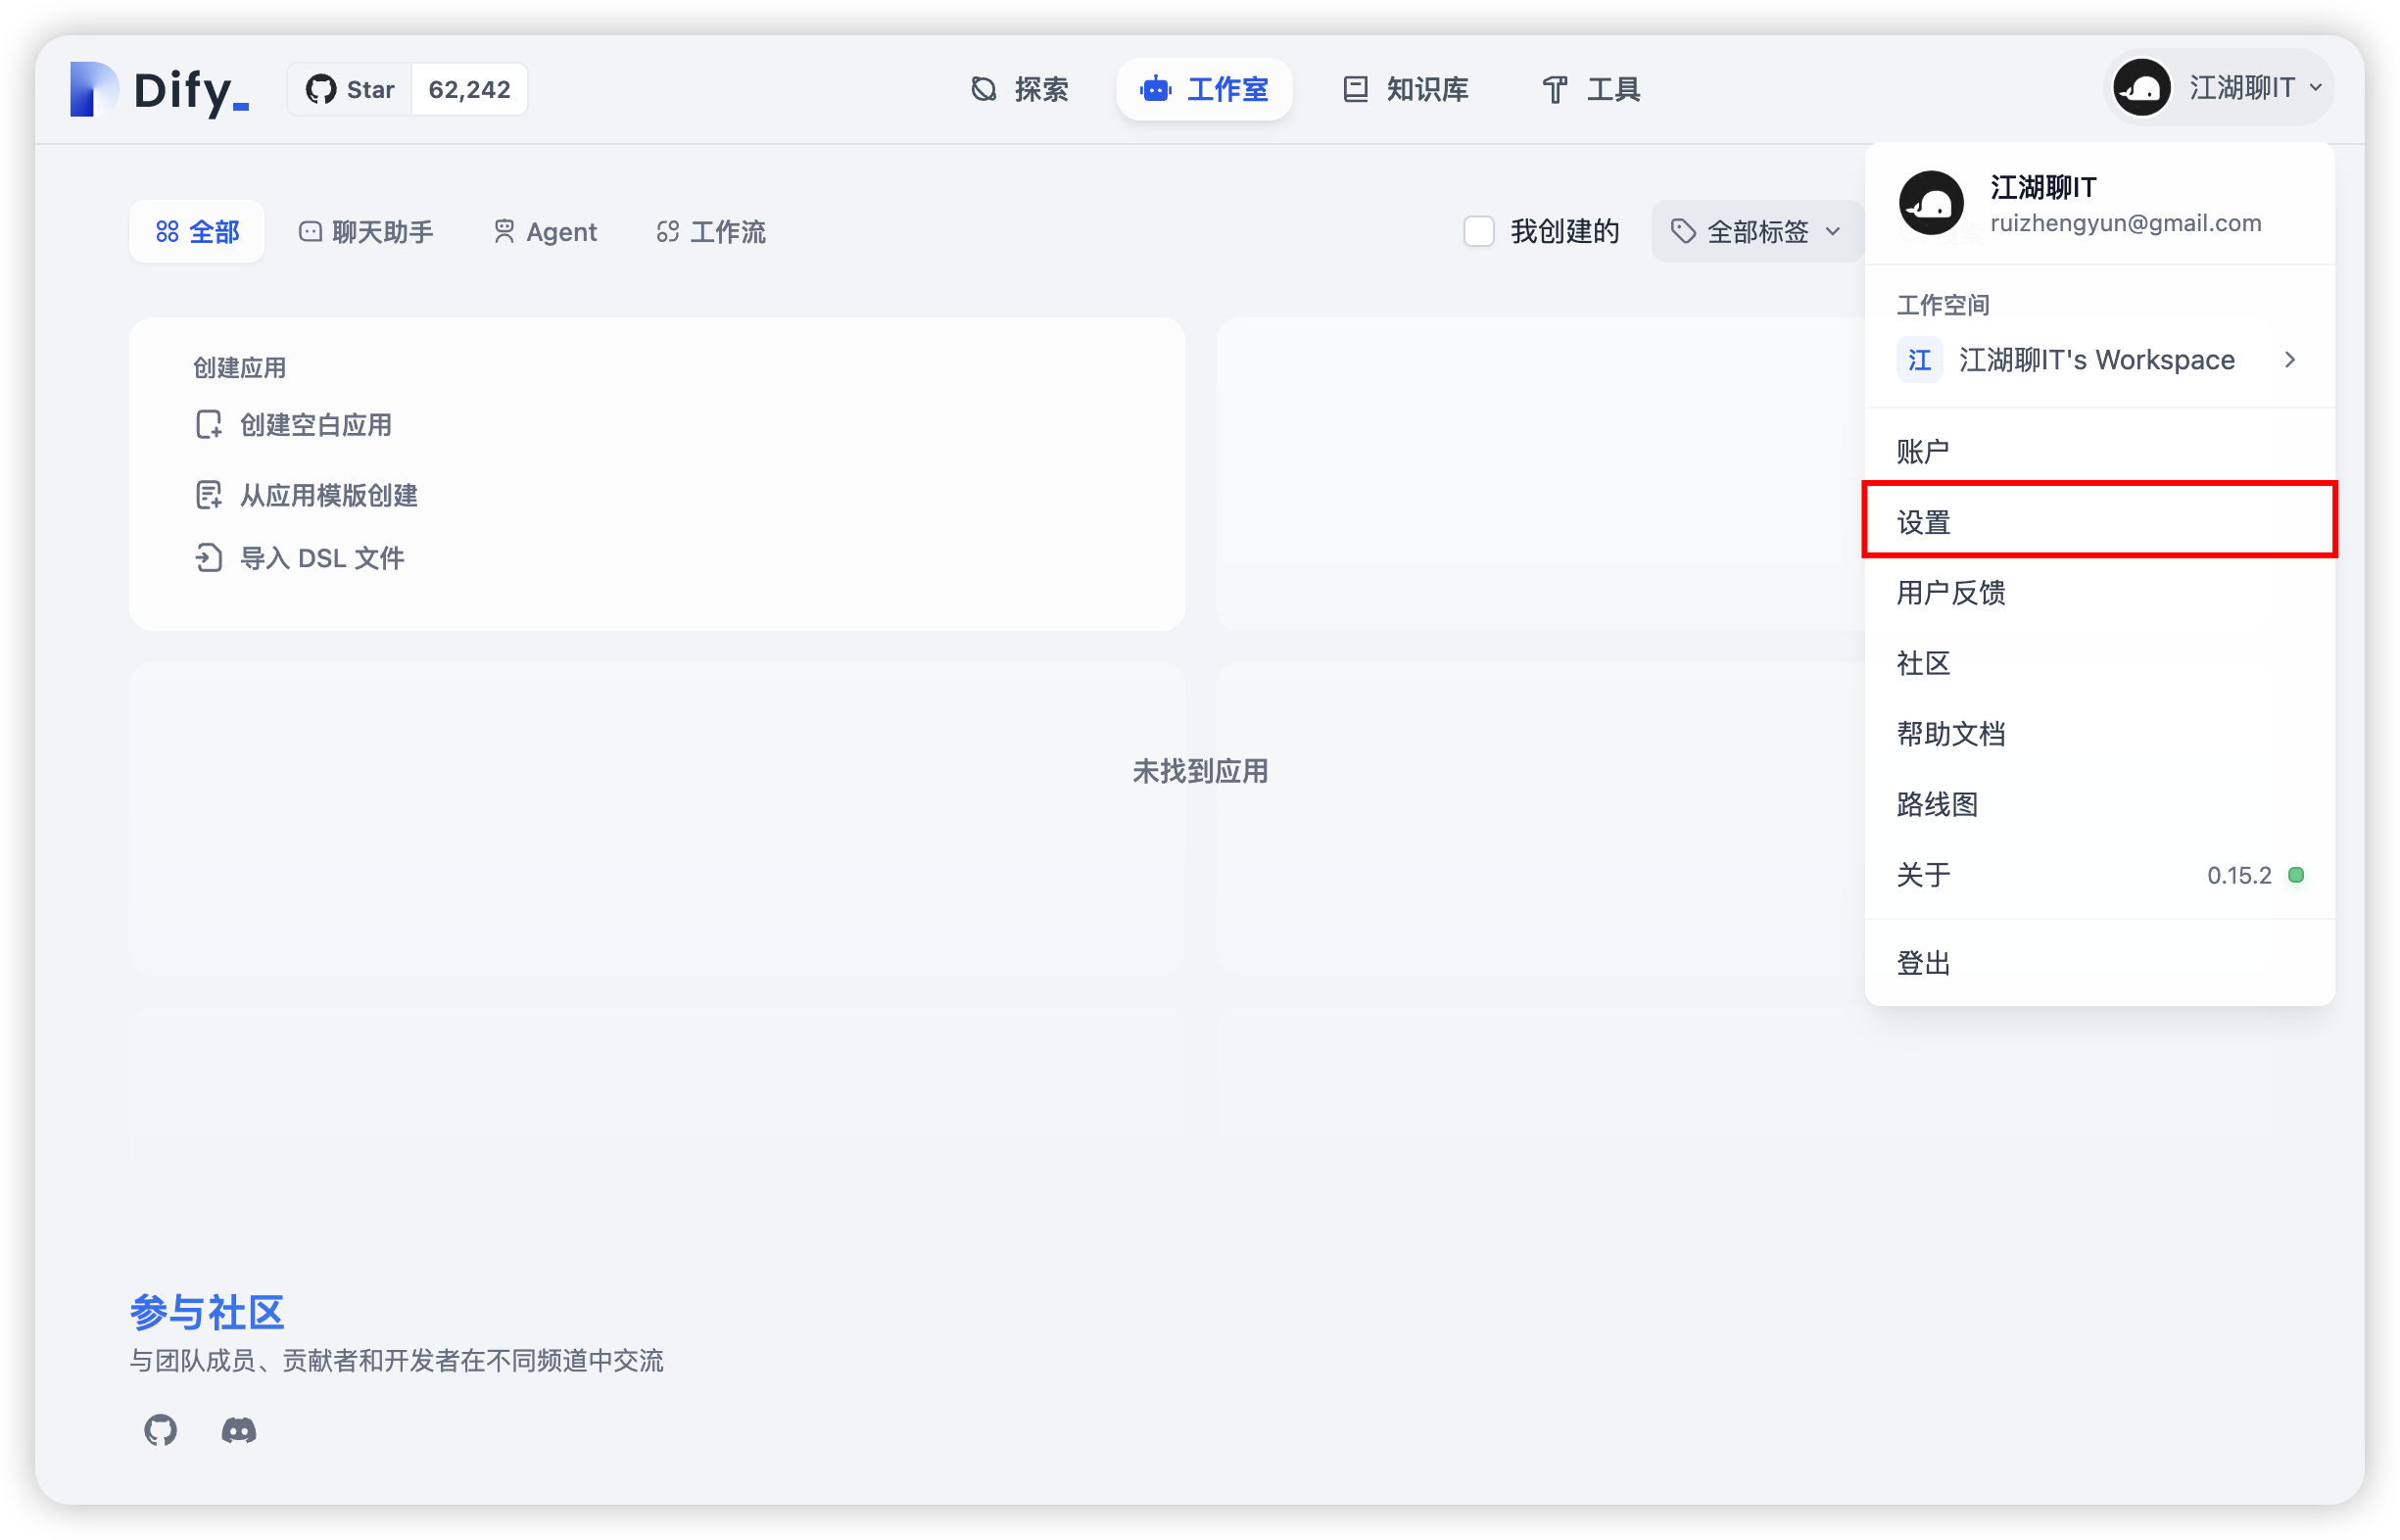 Dify_
Star 62,242
探索
工作室
知识库
工具
江湖聊IT
全部
聊天助手
Agent
工作流
我创建的
全部标签
江湖聊IT
ruizhengyun@gmail.com
工作空间
江 江湖聊IT's Workspace
账户
设置
用户反馈
社区
帮助文档
路线图
关于 0.15.2
登出
创建应用
创建空白应用
从应用模版创建
导入 DSL 文件
未找到应用
参与社区
与团队成员、贡献者和开发者在不同频道中交流